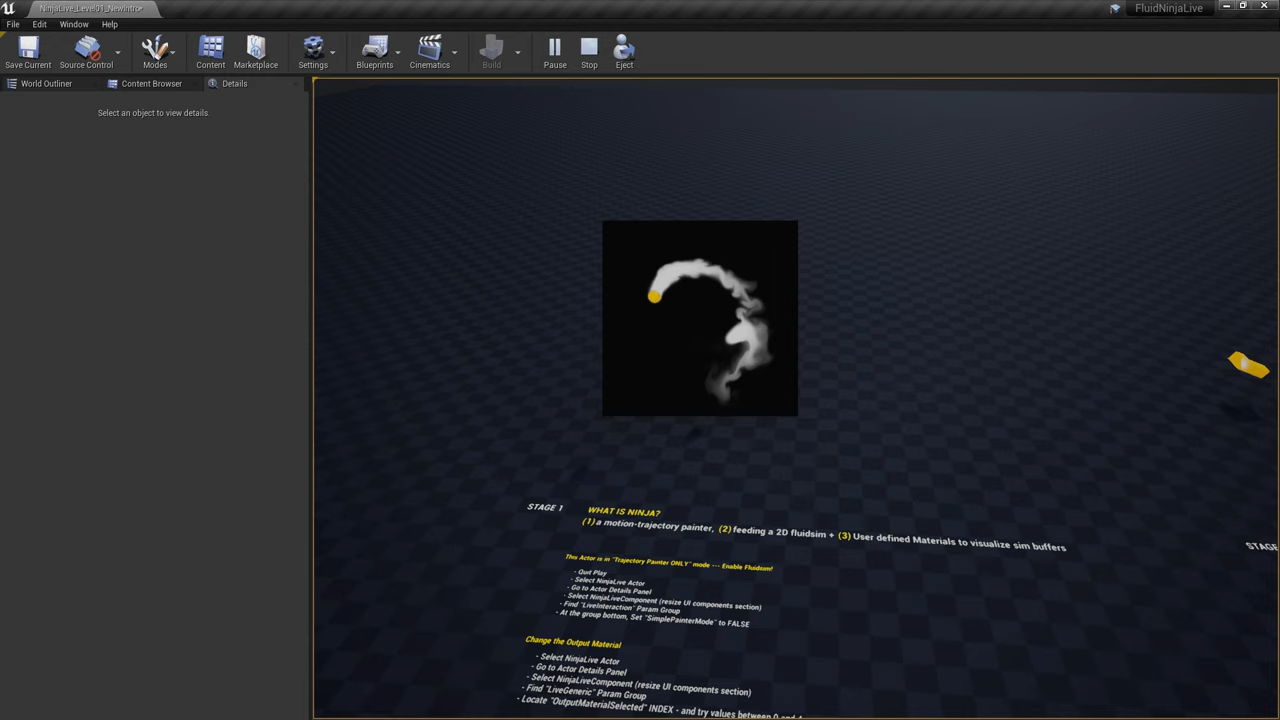 NinjaLive_Level01_NewIntro•
FluidNinjaLive
File Edit Window Help
Save Current Source Control Modes Content Marketplace Settings Blueprints Cinematics Build Pause Stop Eject
World Outliner Content Browser Details
Select an object to view details.
STAGE 1 WHAT IS NINJA?
(1) a motion-trajectory painter, (2) feeding a 2D fluidsim + (3) User defined Materials to visualize sim buffers
STAGE
This Actor is in "Trajectory Painter ONLY" mode --- Enable Fluidsim!
- Quit Play
- Select NinjaLive Actor
- Go to Actor Details Panel
- Select NinjaLiveComponent (resize UI components section)
- Find "LiveInteraction" Param Group
- At the group bottom, Set "SimplePainterMode" to FALSE
Change the Output Material
- Select NinjaLive Actor
- Go to Actor Details Panel
- Select NinjaLiveComponent (resize UI components section)
- Find "LiveGeneric" Param Group
- Locate "OutputMaterialSelected" INDEX - and try values between 0 and 4